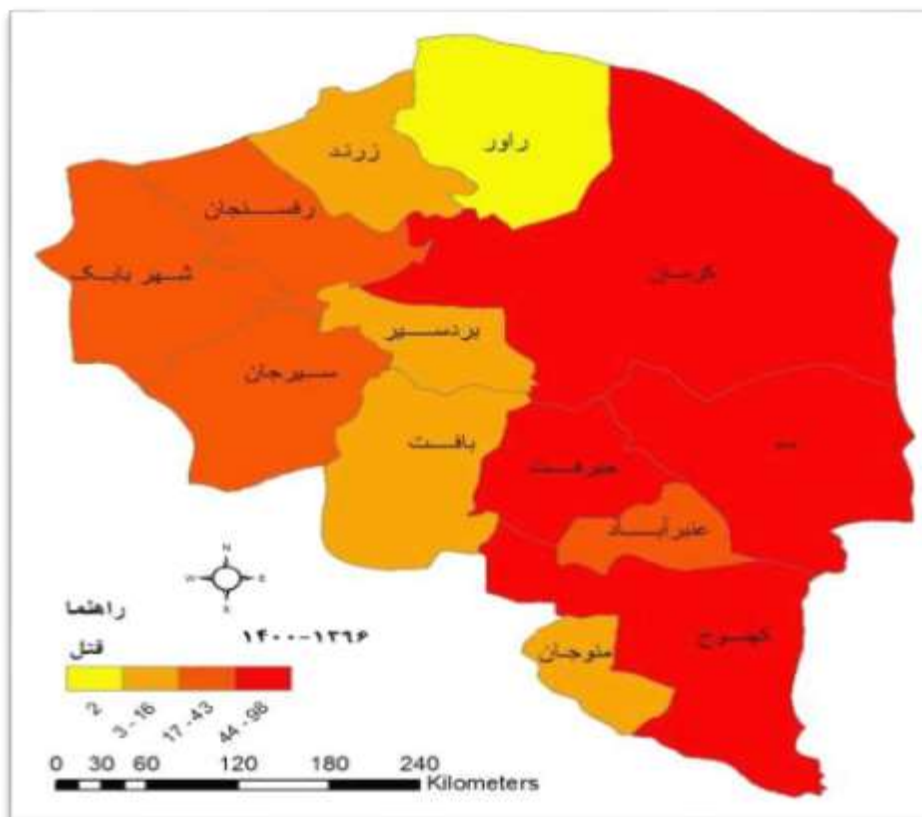 راور
زرند
رفسنجان
کرمان
شهر بابک
بردسیر
سیرجان
بافت
جیرفت
عنبرآباد
N
W
E
S
راهنما
۱۴۰۰-۱۳۹۶
قتل
کهنوج
منوجان
2
3 - 16
17 - 43
44 - 98
0 30 60 120 180 240
Kilometers